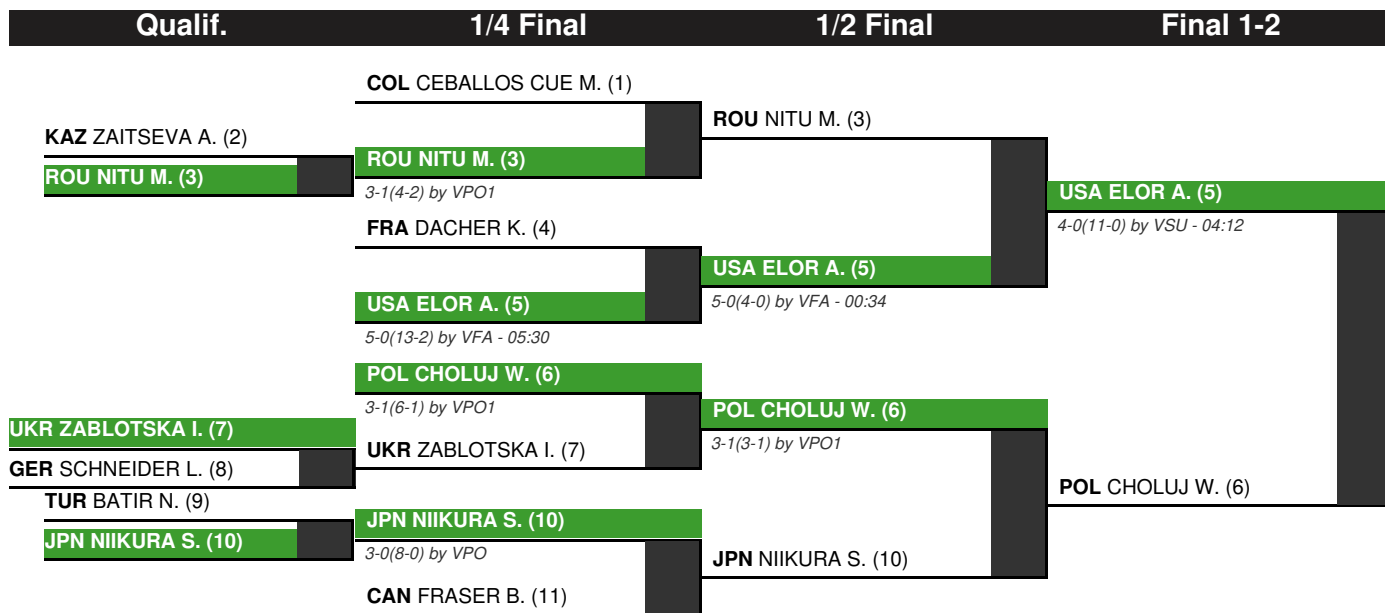 Qualif. 1/4 Final 1/2 Final Final 1-2
KAZ ZAITSEVA A. (2)
ROU NITU M. (3)
UKR ZABLOTSKA I. (7)
GER SCHNEIDER L. (8)
TUR BATIR N. (9)
JPN NIIKURA S. (10)
COL CEBALLOS CUE M. (1)
ROU NITU M. (3)
3-1(4-2) by VPO1
FRA DACHER K. (4)
USA ELOR A. (5)
5-0(13-2) by VFA - 05:30
POL CHOLUJ W. (6)
3-1(6-1) by VPO1
UKR ZABLOTSKA I. (7)
JPN NIIKURA S. (10)
3-0(8-0) by VPO
CAN FRASER B. (11)
ROU NITU M. (3)
USA ELOR A. (5)
5-0(4-0) by VFA - 00:34
POL CHOLUJ W. (6)
3-1(3-1) by VPO1
JPN NIIKURA S. (10)
USA ELOR A. (5)
4-0(11-0) by VSU - 04:12
POL CHOLUJ W. (6)